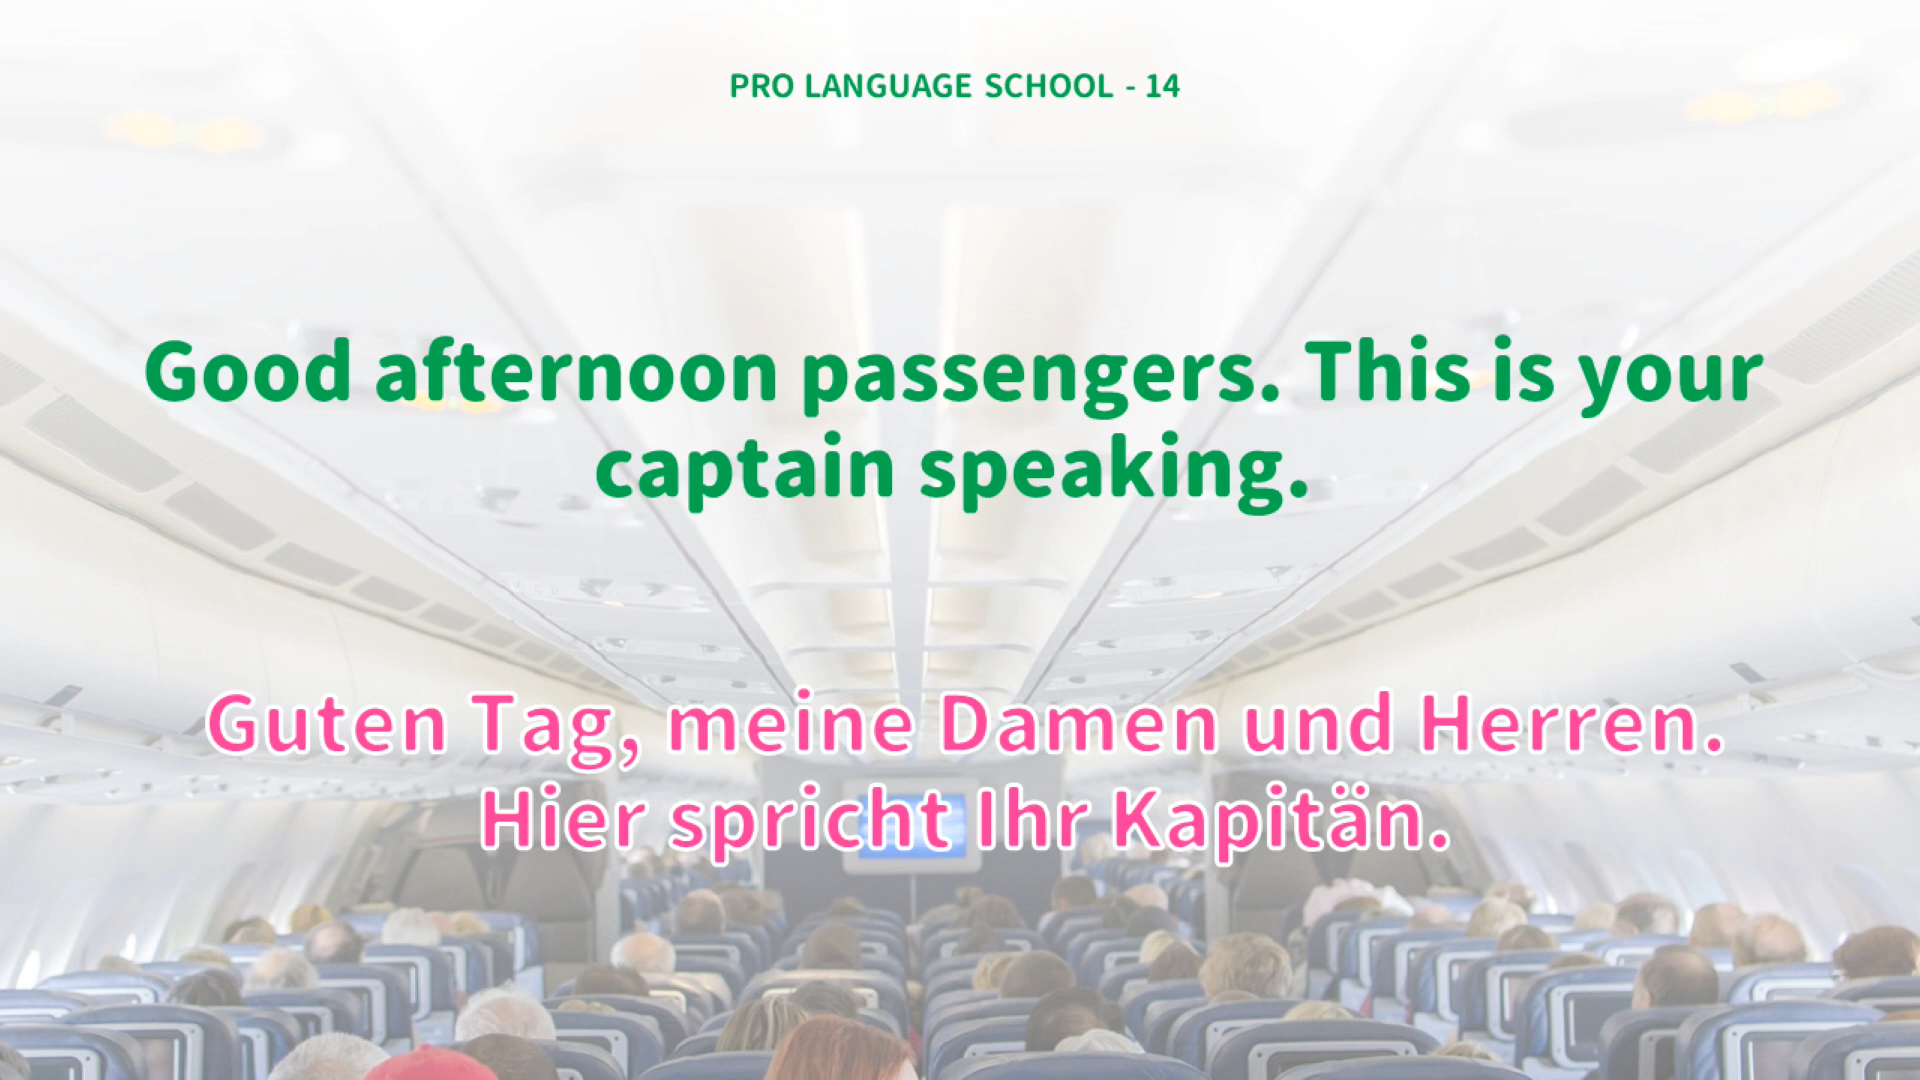 PRO LANGUAGE SCHOOL - 14
Good afternoon passengers. This is your
captain speaking.
Guten Tag, meine Damen und Herren.
Hier spricht Ihr Kapitän.